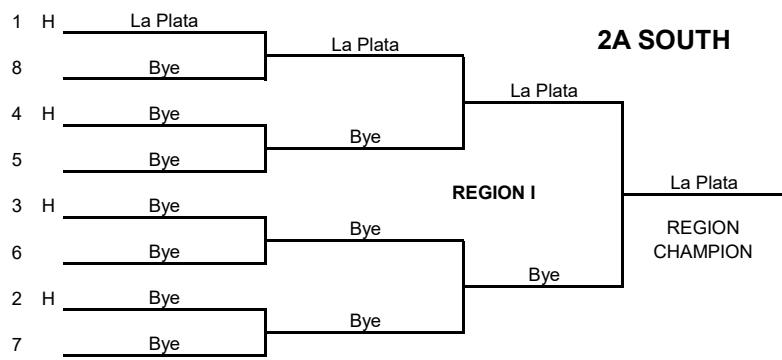 1 H La Plata
La Plata 2A SOUTH
8 Bye
La Plata
4 H Bye
Bye
5 Bye
La Plata
REGION I
3 H Bye
Bye REGION
CHAMPION
6 Bye
Bye
2 H Bye
Bye
7 Bye